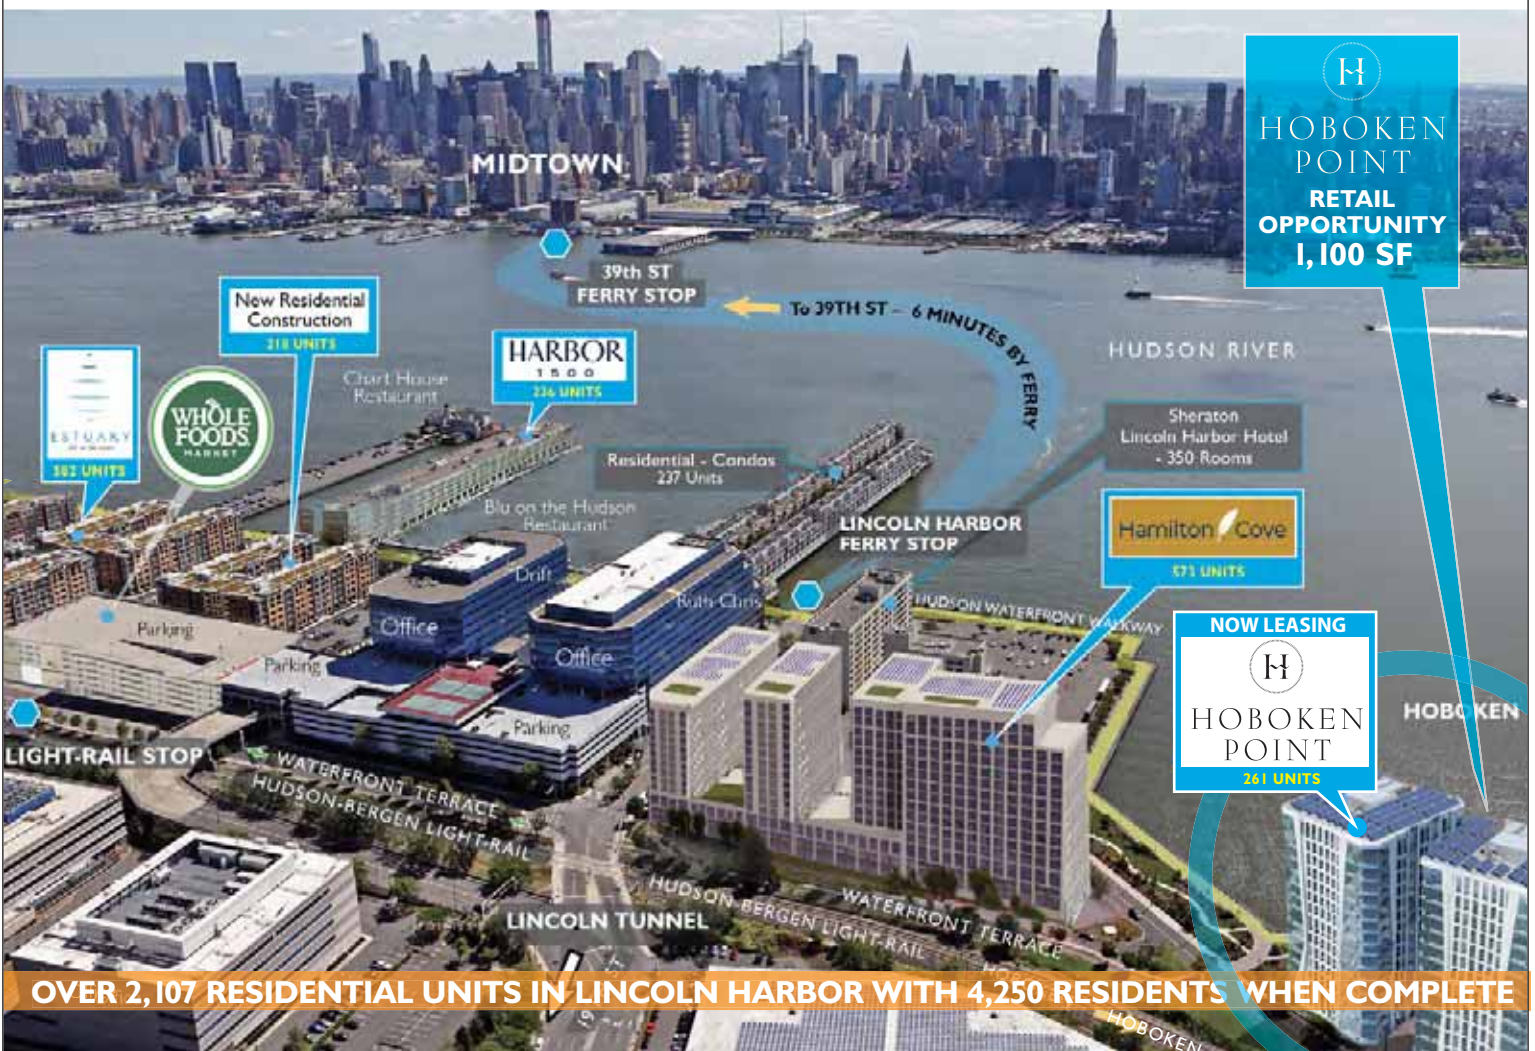 MIDTOWN
H
HOBOKEN
POINT
RETAIL
OPPORTUNITY
1,100 SF
39th ST
FERRY STOP
To 39TH ST – 6 MINUTES BY FERRY
HUDSON RIVER
New Residential
Construction
218 UNITS
HARBOR
1500
236 UNITS
Chart House
Restaurant
ESTUARY
582 UNITS
WHOLE
FOODS
MARKET
Sheraton
Lincoln Harbor Hotel
- 350 Rooms
Residential - Condos
237 Units
Blu on the Hudson
Restaurant
LINCOLN HARBOR
FERRY STOP
Hamilton Cove
573 UNITS
Drift
Ruth Chris
HUDSON WATERFRONT WALKWAY
Parking
Office
Office
Parking
Parking
NOW LEASING
H
HOBOKEN
POINT
261 UNITS
HOBOKEN
LIGHT-RAIL STOP
WATERFRONT TERRACE
HUDSON-BERGEN LIGHT-RAIL
LINCOLN TUNNEL
HUDSON-BERGEN LIGHT-RAIL
WATERFRONT TERRACE
OVER 2,107 RESIDENTIAL UNITS IN LINCOLN HARBOR WITH 4,250 RESIDENTS WHEN COMPLETE
HOBOKEN